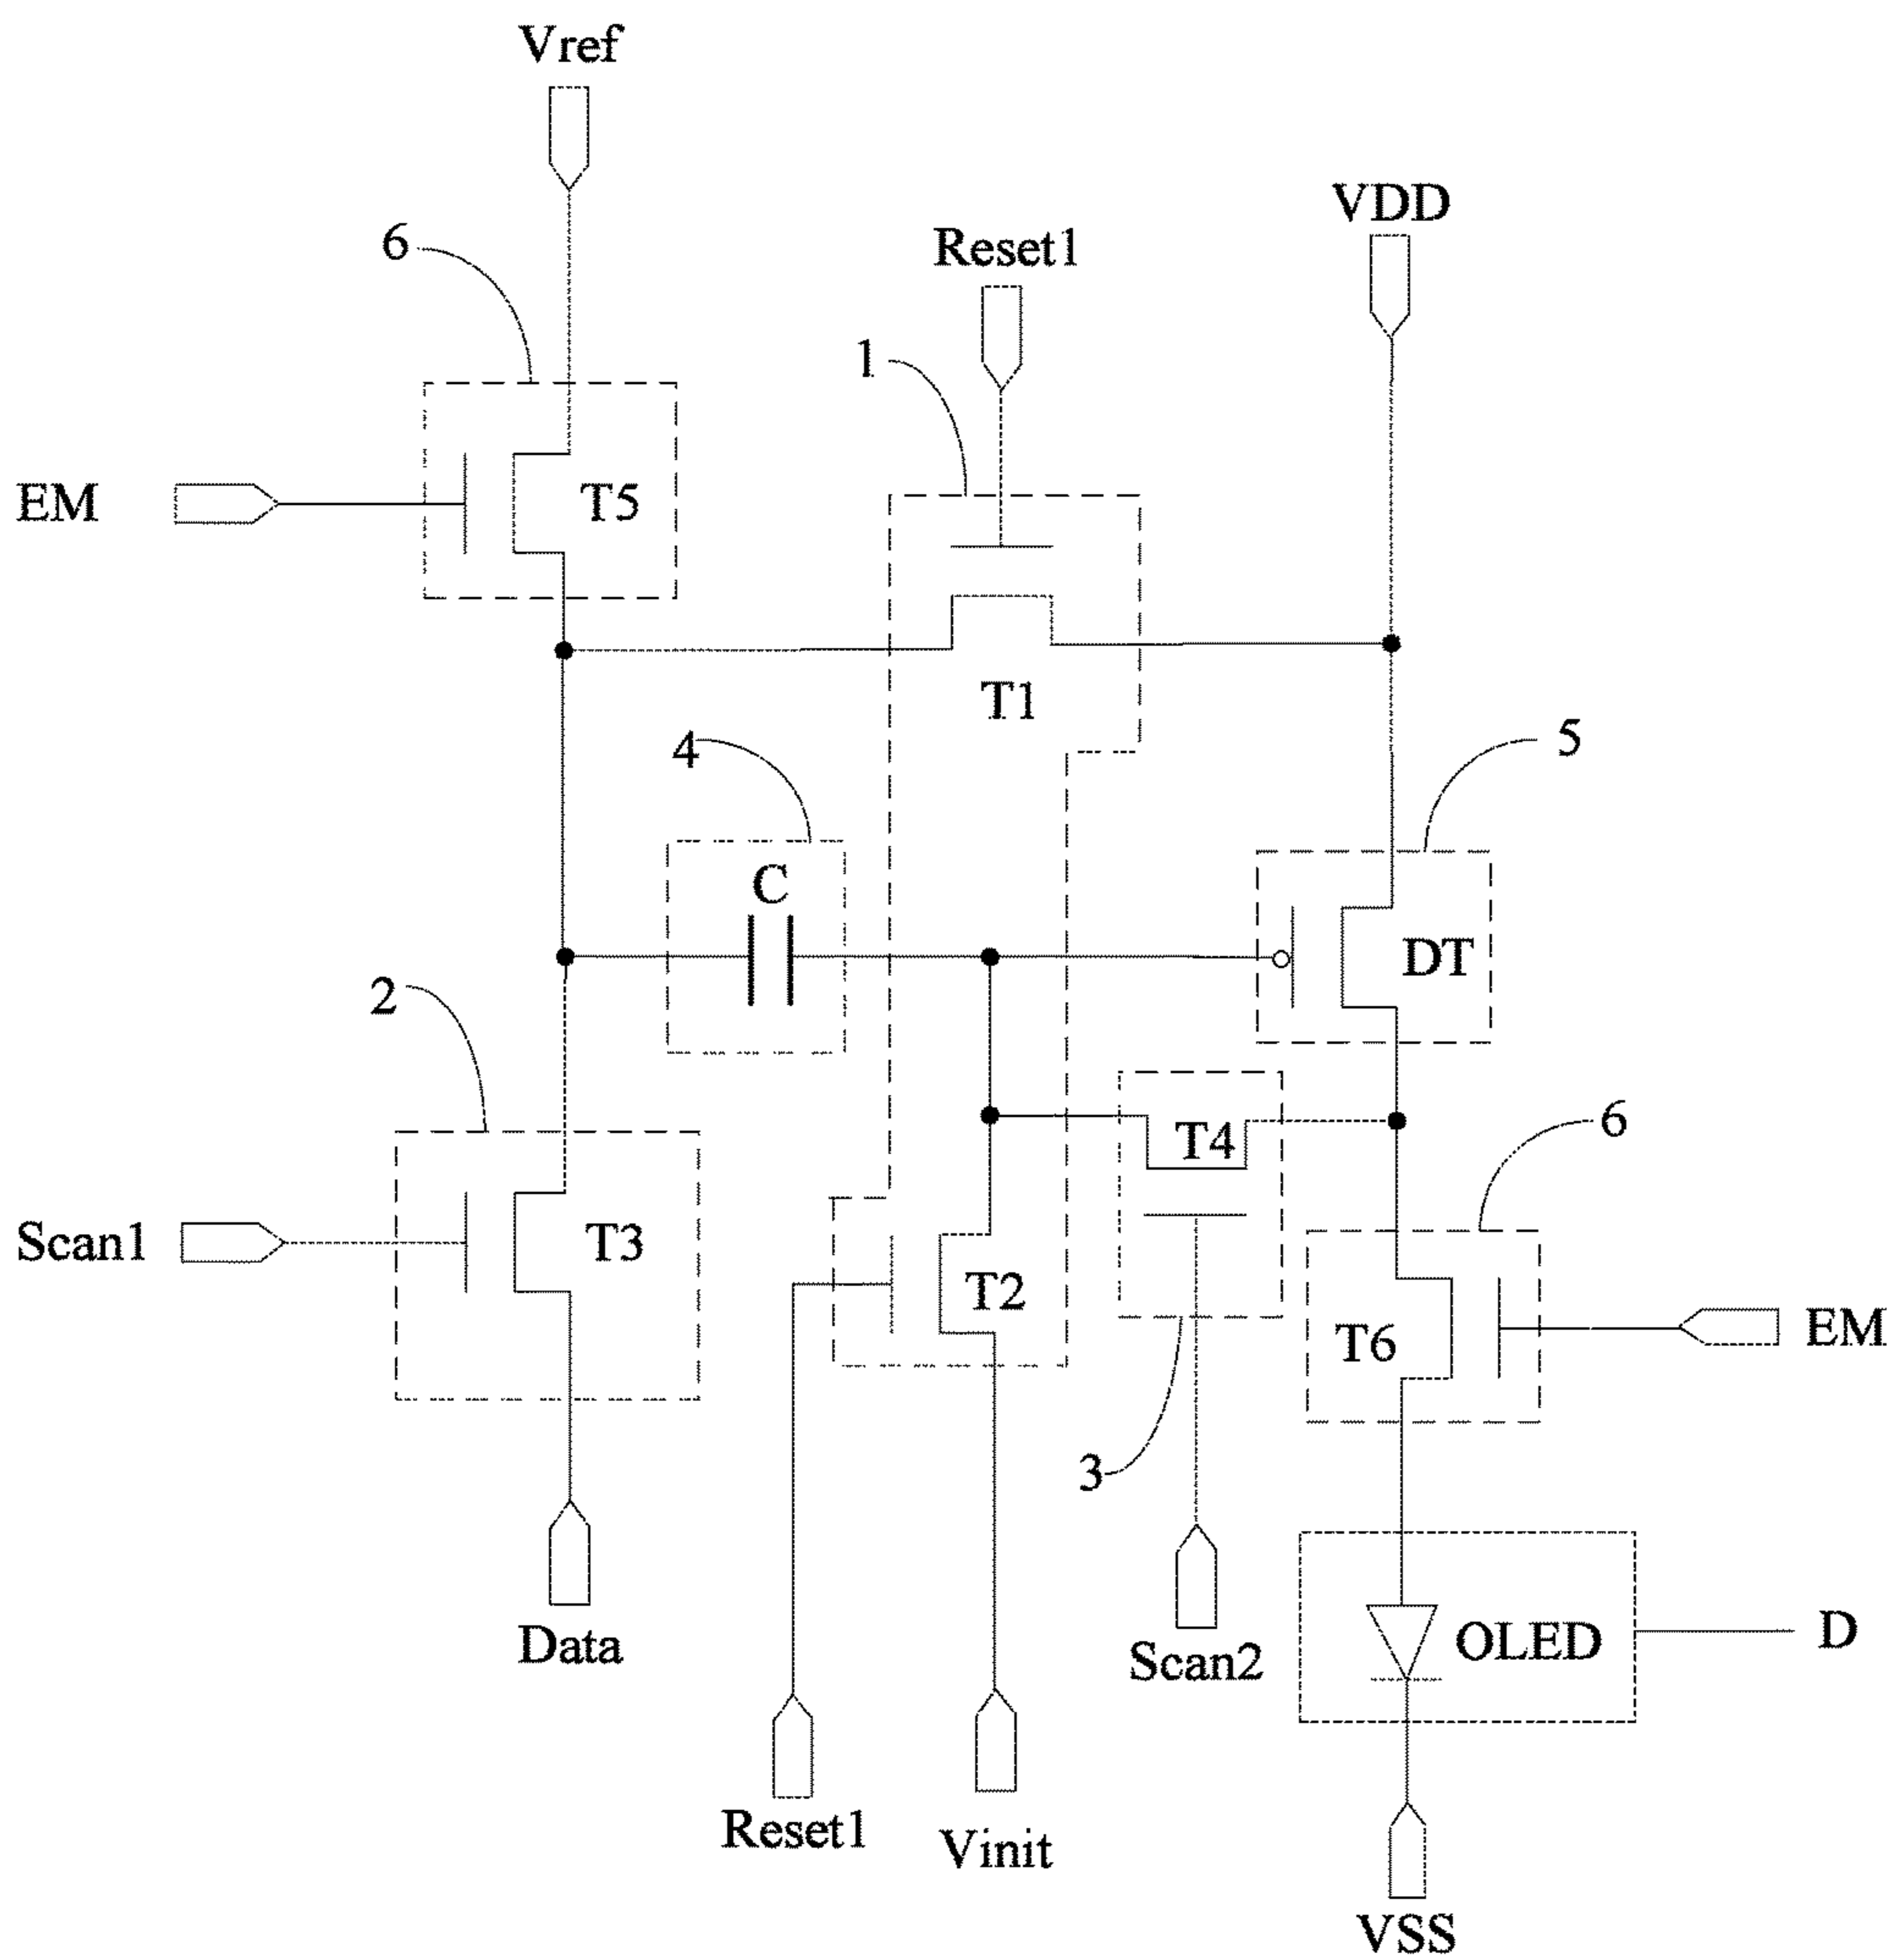 Vref
VDD
6
Reset1
1
EM
T5
T1
4
5
C
DT
2
6
T4
Scan1
T3
T2
EM
T6
3
Data
Scan2
OLED
D
Reset1
Vinit
VSS